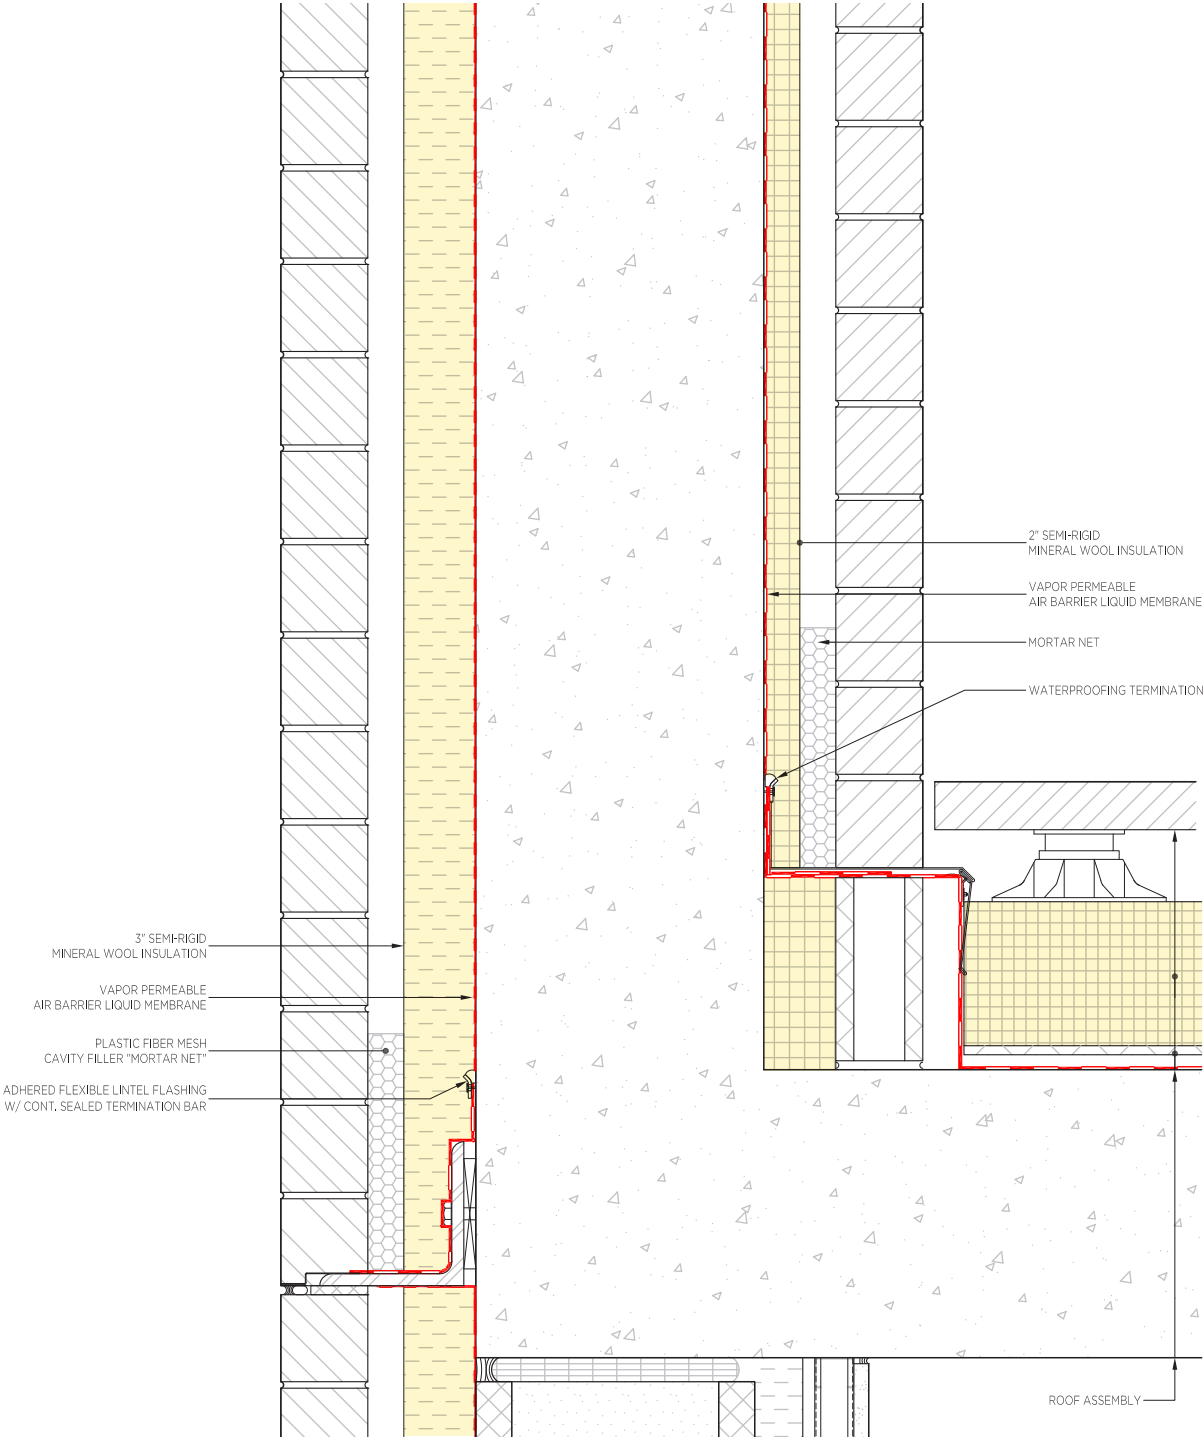 2" SEMI-RIGID
MINERAL WOOL INSULATION
VAPOR PERMEABLE
AIR BARRIER LIQUID MEMBRANE
MORTAR NET
WATERPROOFING TERMINATION
3" SEMI-RIGID
MINERAL WOOL INSULATION
VAPOR PERMEABLE
AIR BARRIER LIQUID MEMBRANE
PLASTIC FIBER MESH
CAVITY FILLER "MORTAR NET"
ADHERED FLEXIBLE LINTEL FLASHING
W/ CONT. SEALED TERMINATION BAR
ROOF ASSEMBLY